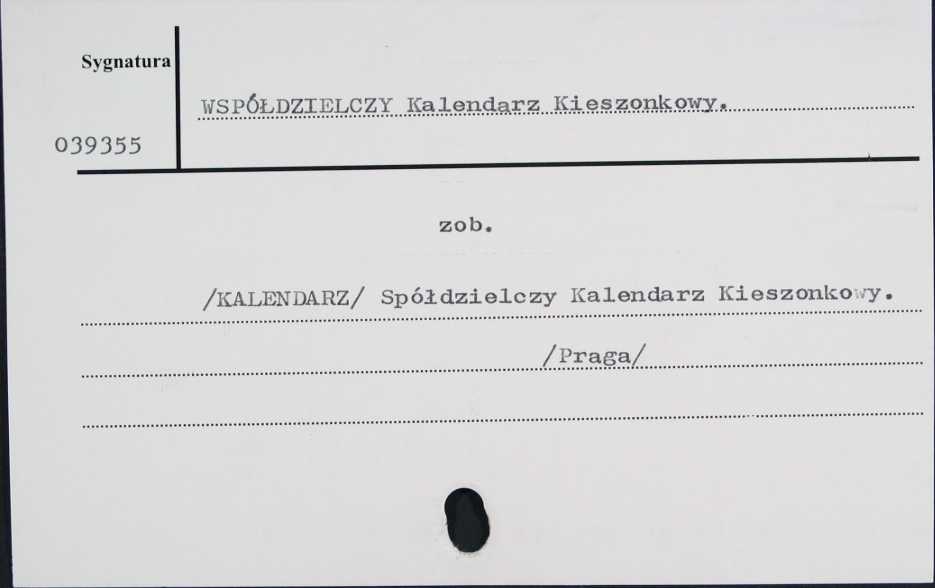 Sygnatura
WSPÓŁDZIELCZY Kalendarz Kieszonkowy.
039355
zob.
/KALENDARZ/ Spółdzielczy Kalendarz Kieszonkowy.
/Praga/